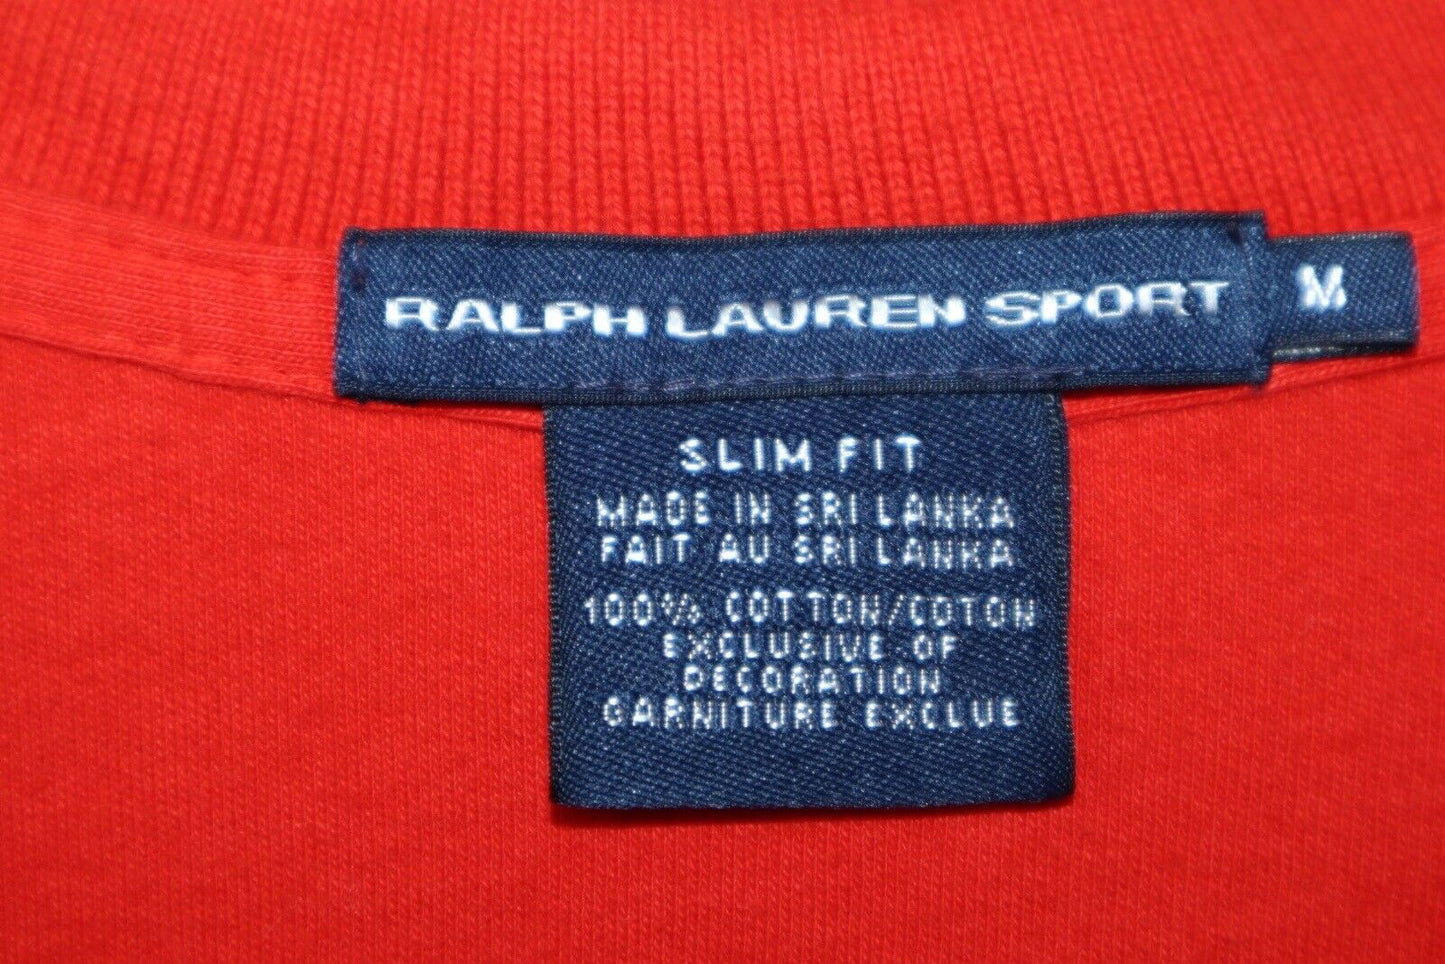 RALPH LAUREN SPORT
M
SLIM FIT
MADE IN SRI LANKA
FAIT AU SRI LANKA
100% COTTON/COTON
EXCLUSIVE OF
DECORATION
GARNITURE EXCLUE